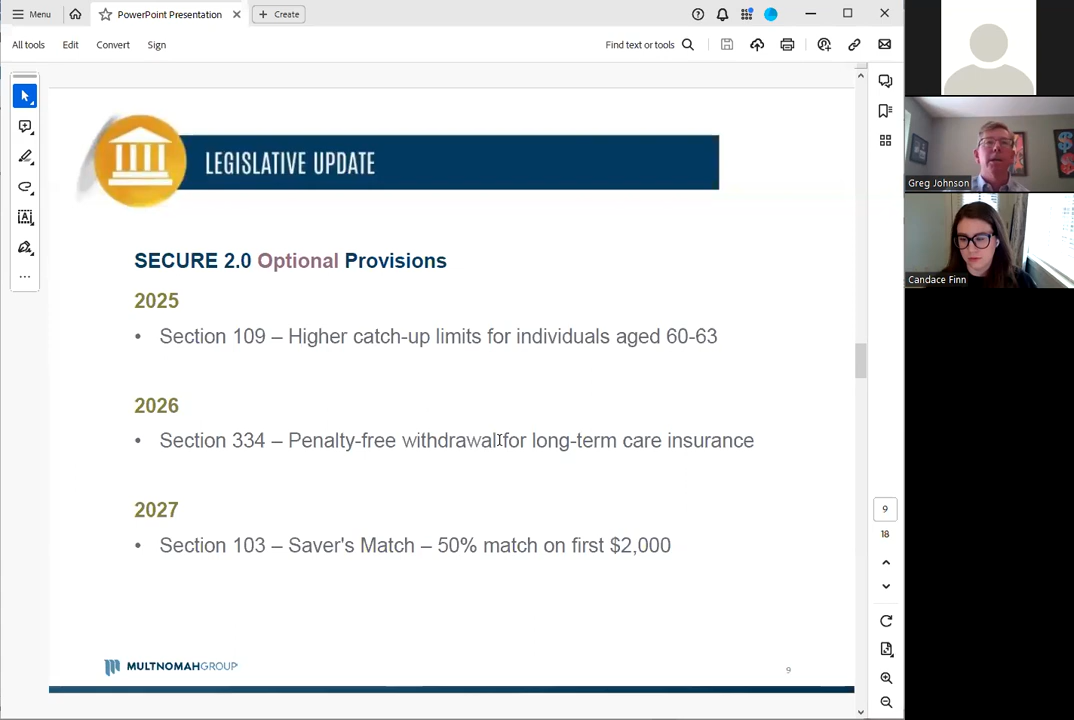 Menu
PowerPoint Presentation
Create
All tools
Edit
Convert
Sign
Find text or tools
LEGISLATIVE UPDATE
SECURE 2.0 Optional Provisions
2025
• Section 109 – Higher catch-up limits for individuals aged 60-63
2026
• Section 334 – Penalty-free withdrawal for long-term care insurance
2027
• Section 103 – Saver's Match – 50% match on first $2,000
MULTNOMAHGROUP
9
9
18
Greg Johnson
Candace Finn